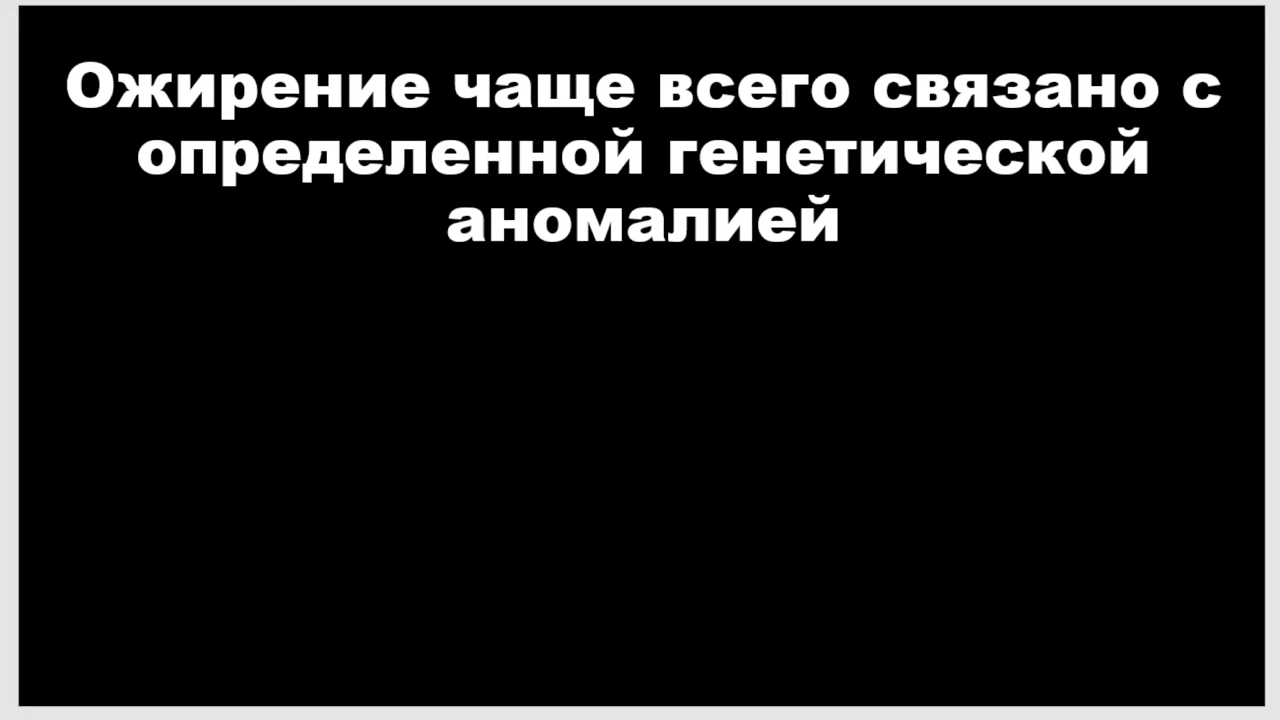 Ожирение чаще всего связано с
определенной генетической
аномалией